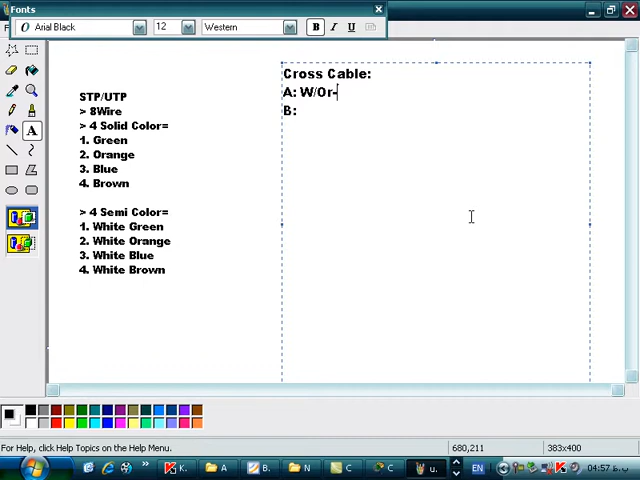 Fonts
Arial Black
12
Western
B I U
STP/UTP
> 8Wire
> 4 Solid Color=
1. Green
2. Orange
3. Blue
4. Brown
> 4 Semi Color=
1. White Green
2. White Orange
3. White Blue
4. White Brown
Cross Cable:
A: W/Or-
B:
A
For Help, click Help Topics on the Help Menu.
680,211
383x400
start
K.
A
B.
N
C
C
u.
EN
04:57